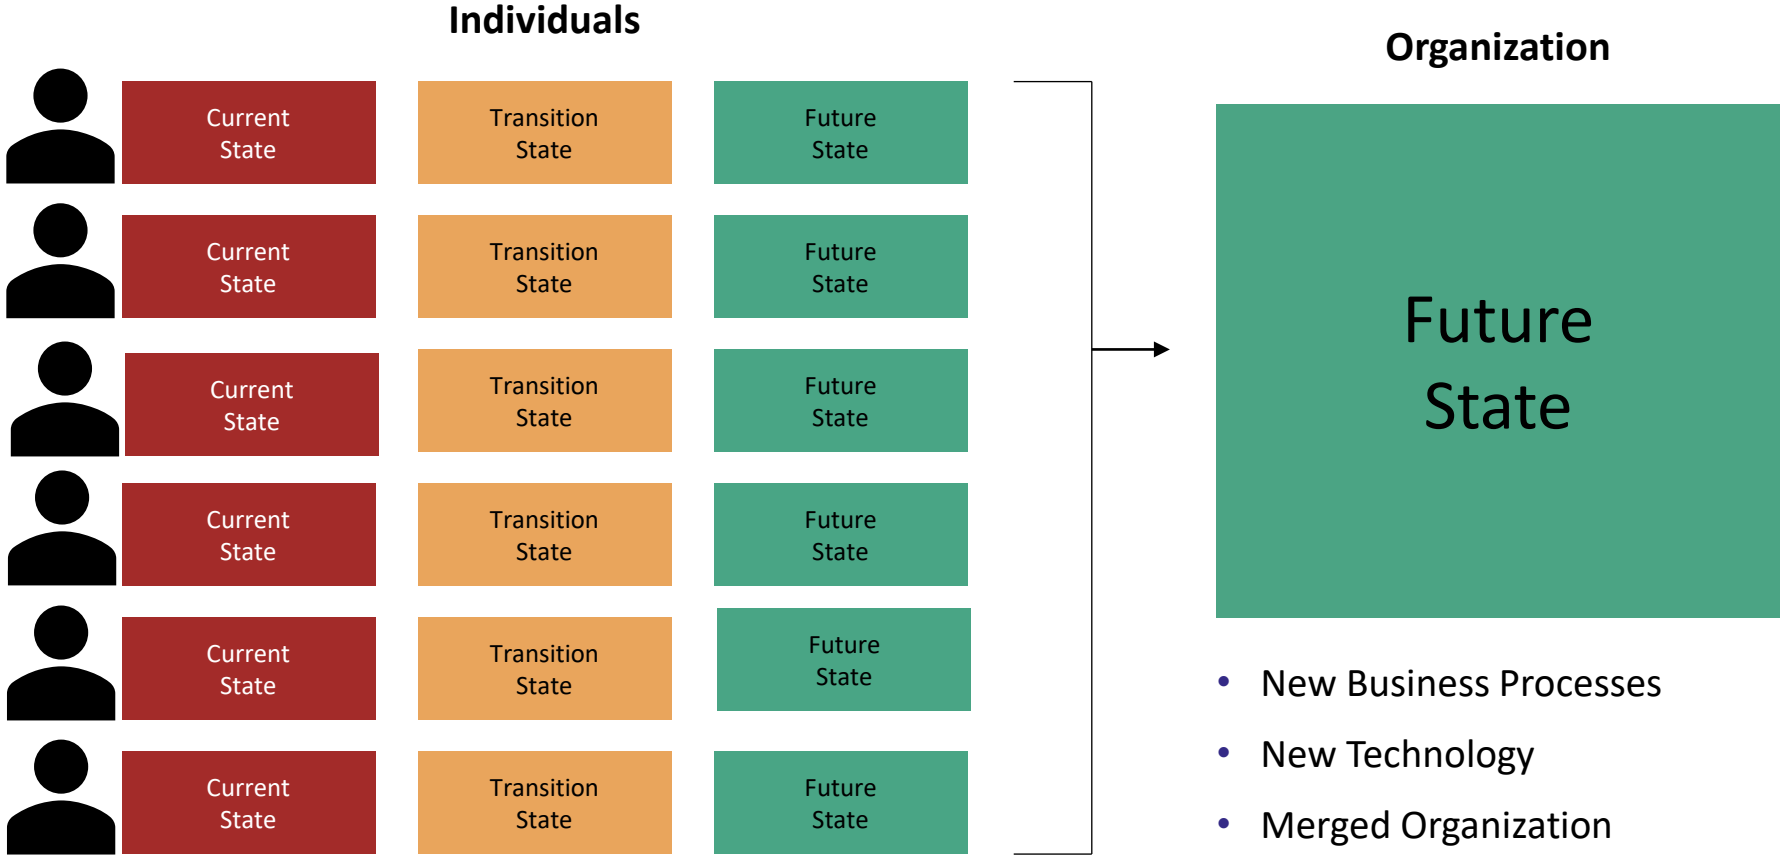 Individuals
Organization
Current
State
Transition
State
Future
State
Current
State
Transition
State
Future
State
Current
State
Transition
State
Future
State
Current
State
Transition
State
Future
State
Current
State
Transition
State
Future
State
Current
State
Transition
State
Future
State
Future
State
• New Business Processes
• New Technology
• Merged Organization